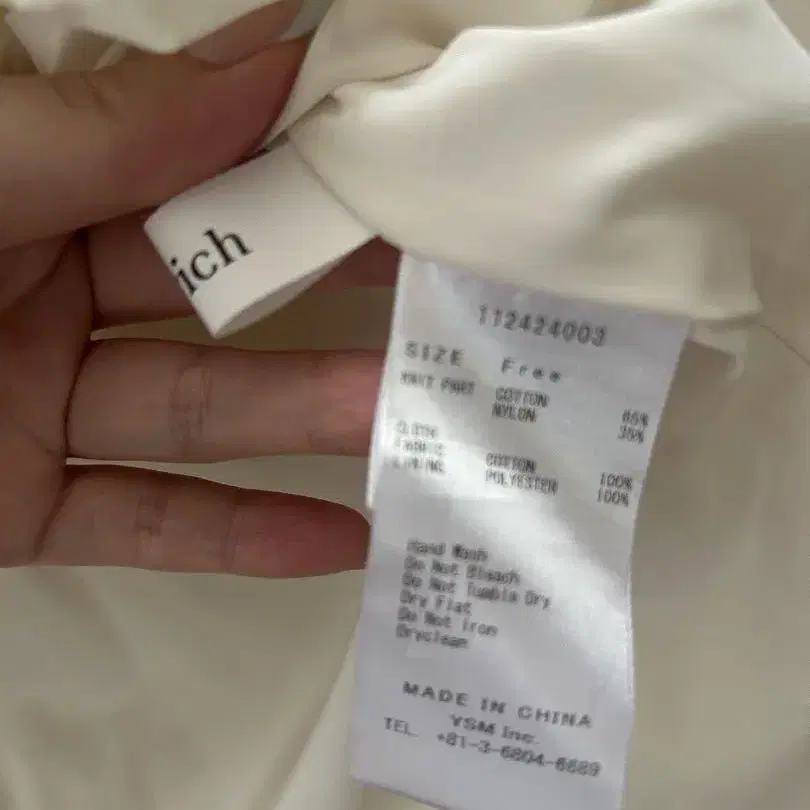 ich
112424003
SIZE Free
KNIT PART COTTON 65%
NYLON 35%
CLOTH
FABRIC COTTON 100%
LINING POLYESTER 100%
Hand Wash
Do Not Bleach
Do Not Tumble Dry
Dry Flat
Do Not Iron
Dryclean
MADE IN CHINA
YSM Inc.
TEL +81-3-6804-6689